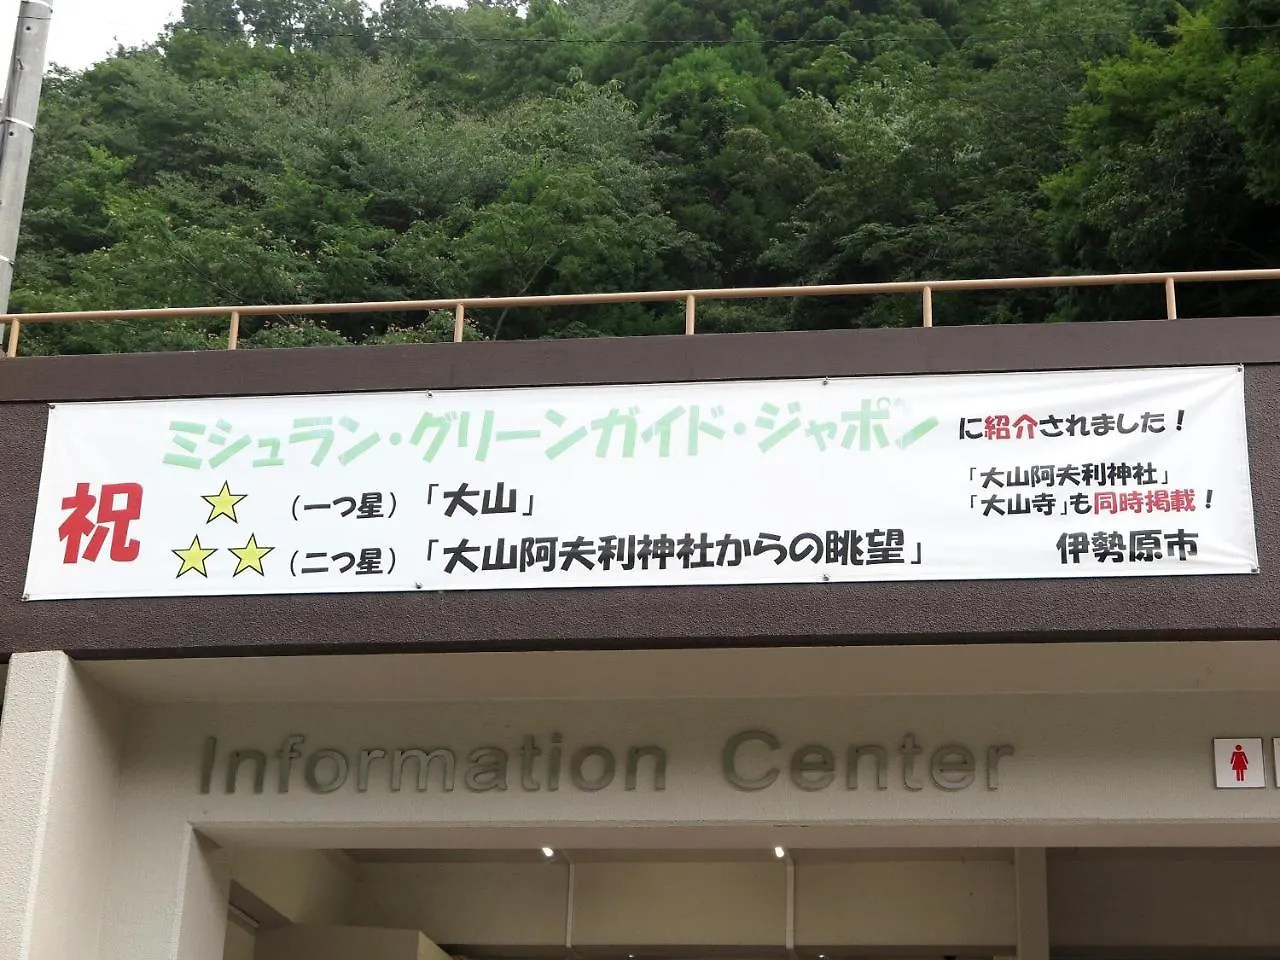 祝
ミシュラン・グリーンガイド・ジャポン に紹介されました！
(一つ星)「大山」
(二つ星)「大山阿夫利神社からの眺望」
「大山阿夫利神社」
「大山寺」も同時掲載！
伊勢原市
Information Center